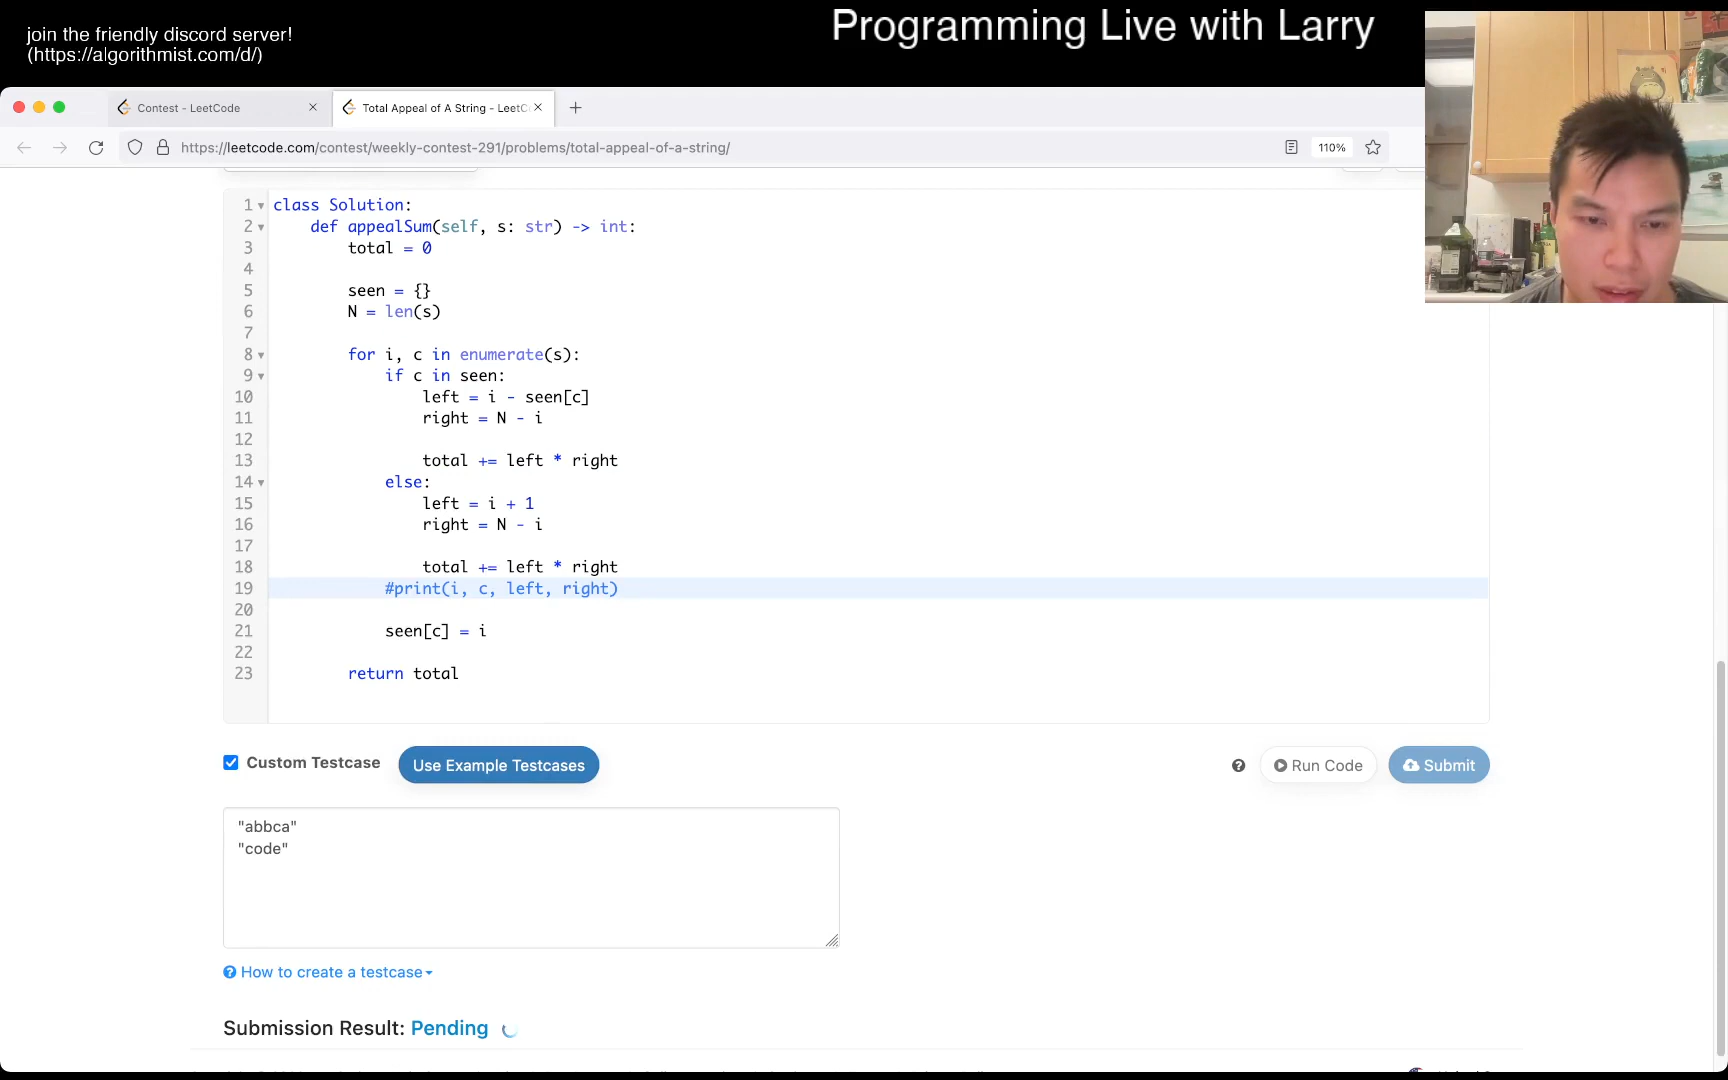 join the friendly discord server!
(https://algorithmist.com/d/)
Programming Live with Larry
Contest - LeetCode
Total Appeal of A String - LeetC
https://leetcode.com/contest/weekly-contest-291/problems/total-appeal-of-a-string/
110%
1 class Solution:
2 def appealSum(self, s: str) -> int:
3 total = 0
4
5 seen = {}
6 N = len(s)
7
8 for i, c in enumerate(s):
9 if c in seen:
10 left = i - seen[c]
11 right = N - i
12
13 total += left * right
14 else:
15 left = i + 1
16 right = N - i
17
18 total += left * right
19 #print(i, c, left, right)
20
21 seen[c] = i
22
23 return total
Custom Testcase
Use Example Testcases
Run Code
Submit
"abbca"
"code"
How to create a testcase
Submission Result: Pending